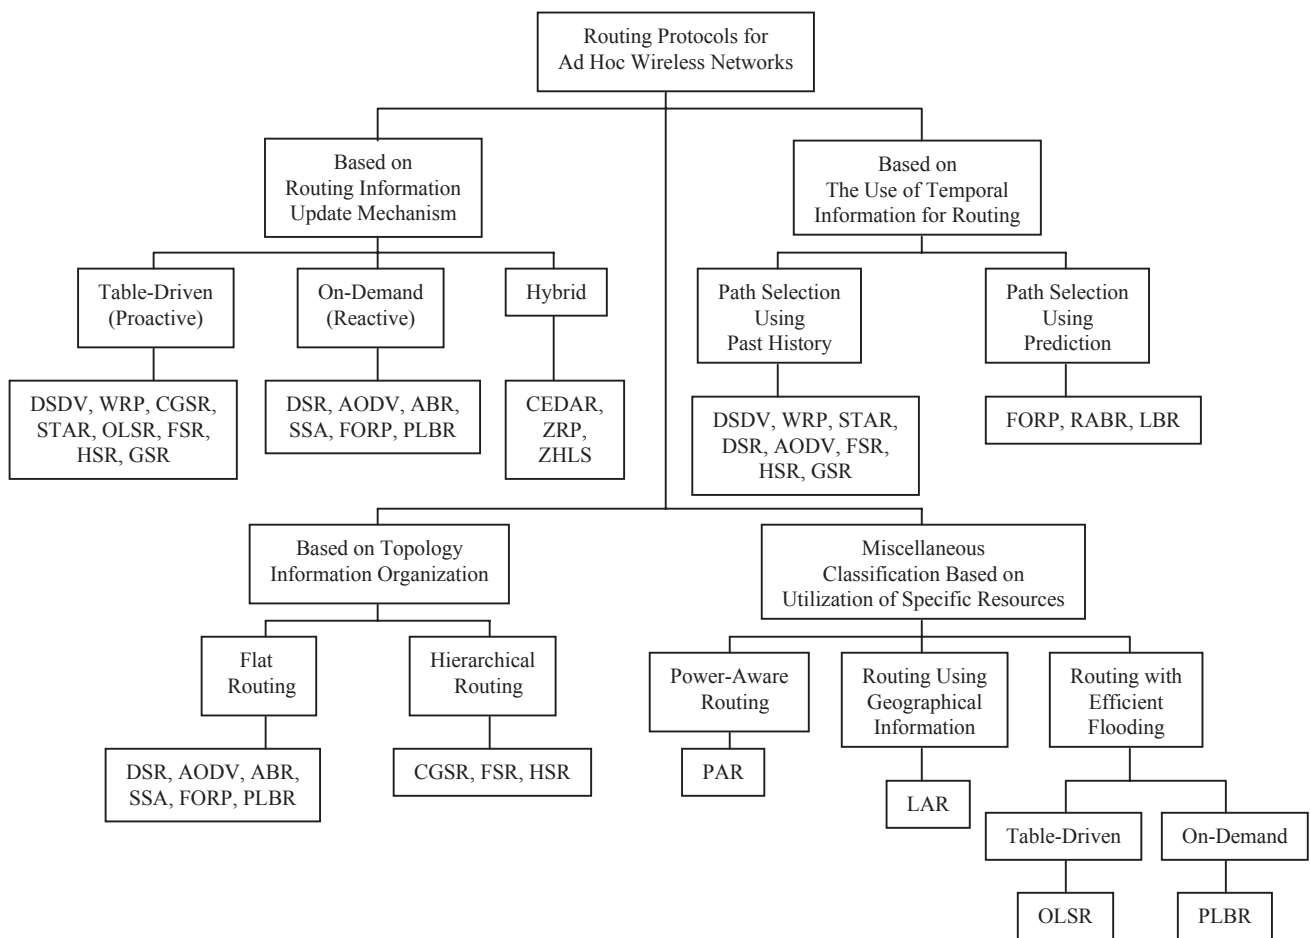 Routing Protocols for
Ad Hoc Wireless Networks
Based on
Routing Information
Update Mechanism
Based on
The Use of Temporal
Information for Routing
Table-Driven
(Proactive)
On-Demand
(Reactive)
Hybrid
Path Selection
Using
Past History
Path Selection
Using
Prediction
DSDV, WRP, CGSR,
STAR, OLSR, FSR,
HSR, GSR
DSR, AODV, ABR,
SSA, FORP, PLBR
CEDAR,
ZRP,
ZHLS
DSDV, WRP, STAR,
DSR, AODV, FSR,
HSR, GSR
FORP, RABR, LBR
Based on Topology
Information Organization
Miscellaneous
Classification Based on
Utilization of Specific Resources
Flat
Routing
Hierarchical
Routing
Power-Aware
Routing
Routing Using
Geographical
Information
Routing with
Efficient
Flooding
DSR, AODV, ABR,
SSA, FORP, PLBR
CGSR, FSR, HSR
PAR
LAR
Table-Driven
On-Demand
OLSR
PLBR